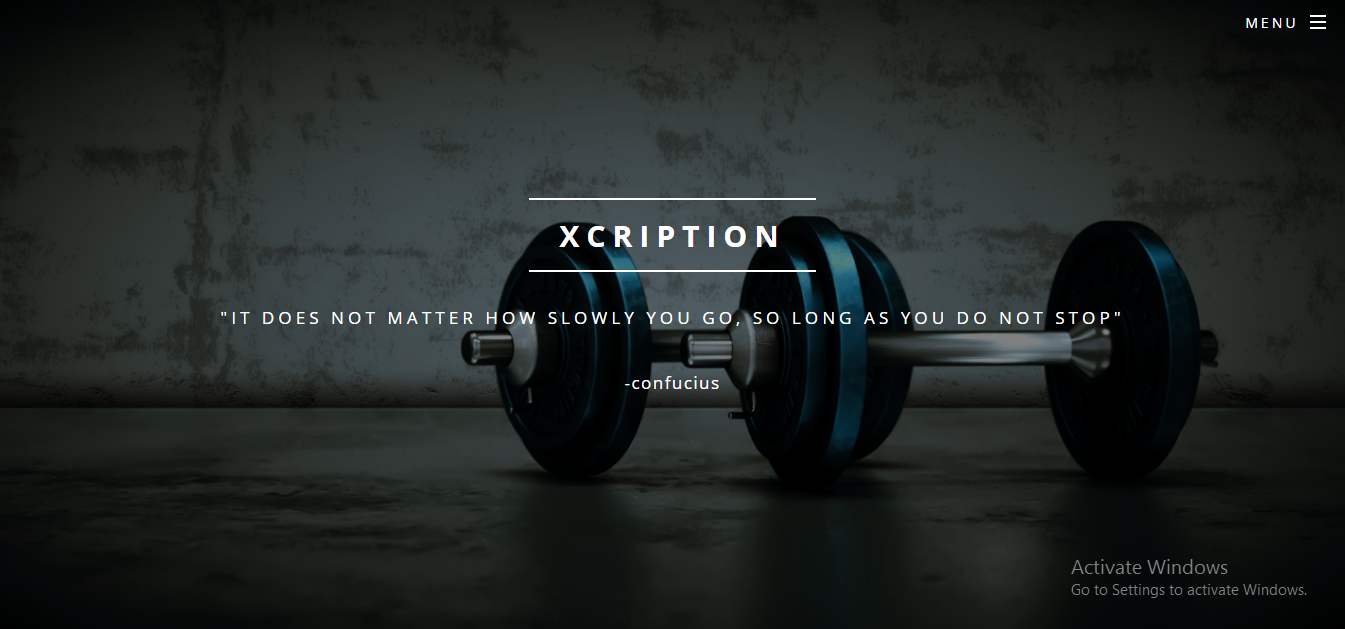 MENU
XCRIPTION
"IT DOES NOT MATTER HOW SLOWLY YOU GO, SO LONG AS YOU DO NOT STOP"
-confucius
Activate Windows
Go to Settings to activate Windows.